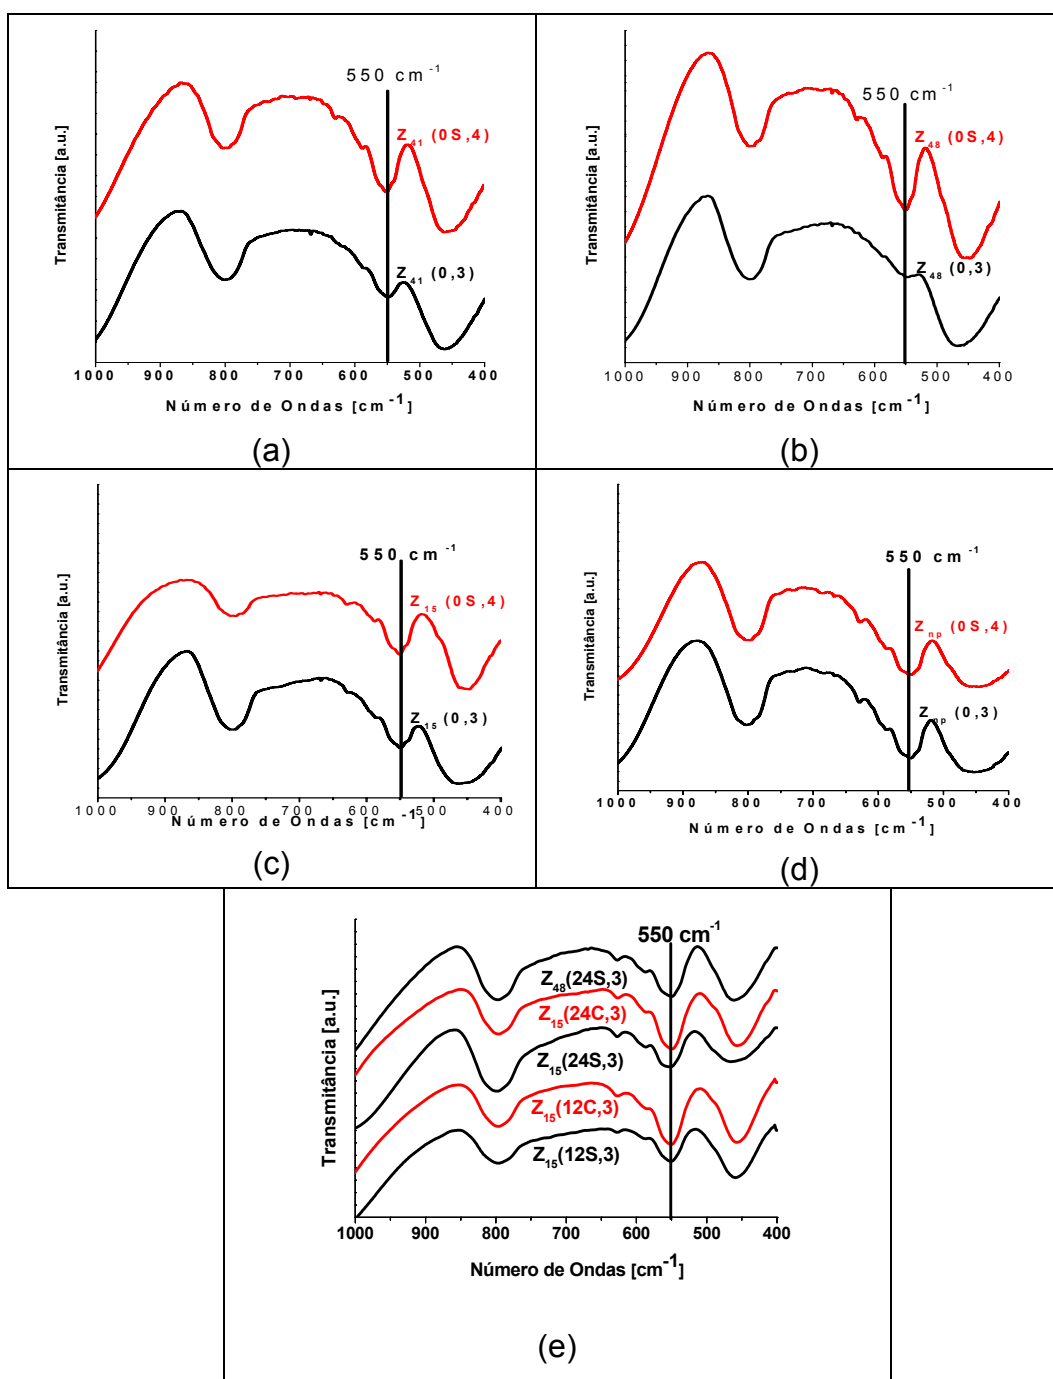 550 cm-1
Z41 (0S,4)
Z41 (0,3)
Transmitância [a.u.]
1000 900 800 700 600 500 400
Número de Ondas [cm-1]
(a)
550 cm-1
Z48 (0S,4)
Z48 (0,3)
Transmitância [a.u.]
1000 900 800 700 600 500 400
Número de Ondas [cm-1]
(b)
550 cm-1
Z15 (0S,4)
Z15 (0,3)
Transmitância [a.u.]
1000 900 800 700 600 500 400
Número de Ondas [cm-1]
(c)
550 cm-1
Znp (0S,4)
Znp (0,3)
Transmitância [a.u.]
1000 900 800 700 600 500 400
Número de Ondas [cm-1]
(d)
550 cm-1
Z48(24S,3)
Z15(24C,3)
Z15(24S,3)
Z15(12C,3)
Z15(12S,3)
Transmitância [a.u.]
1000 900 800 700 600 500 400
Número de Ondas [cm-1]
(e)